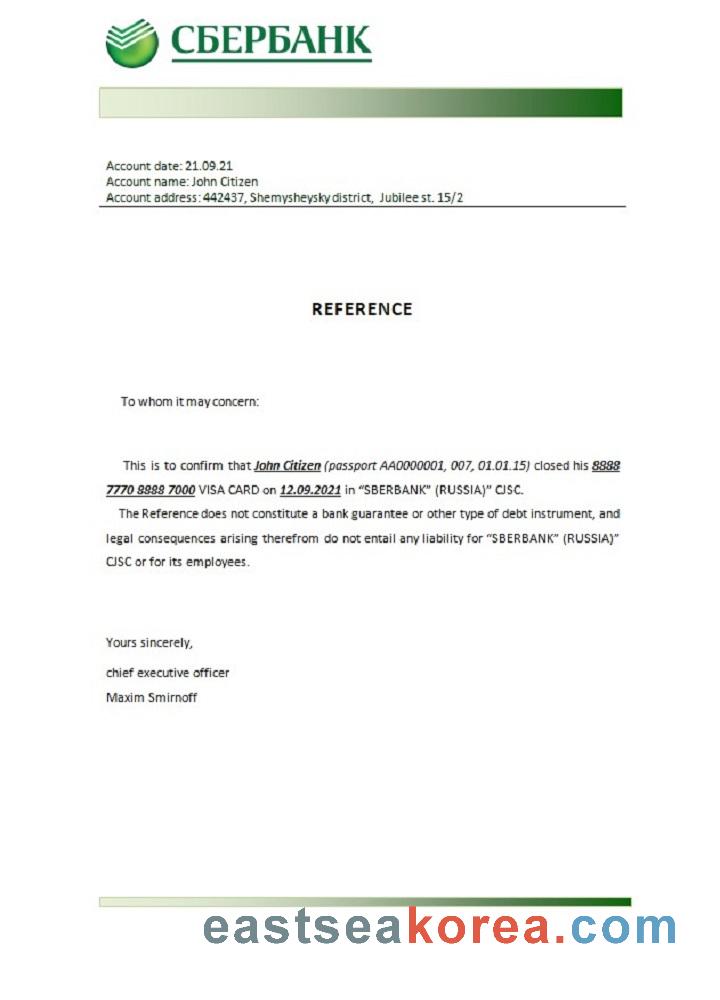 СБЕРБАНК
Account date: 21.09.21
Account name: John Citizen
Account address: 442437, Shemysheysky district, Jubilee st. 15/2
REFERENCE
To whom it may concern:
This is to confirm that John Citizen (passport AA0000001, 007, 01.01.15) closed his 8888
7770 8888 7000 VISA CARD on 12.09.2021 in “SBERBANK” (RUSSIA)” CJSC.
The Reference does not constitute a bank guarantee or other type of debt instrument, and
legal consequences arising therefrom do not entail any liability for “SBERBANK” (RUSSIA)”
CJSC or for its employees.
Yours sincerely,
chief executive officer
Maxim Smirnoff
eastseakorea.com